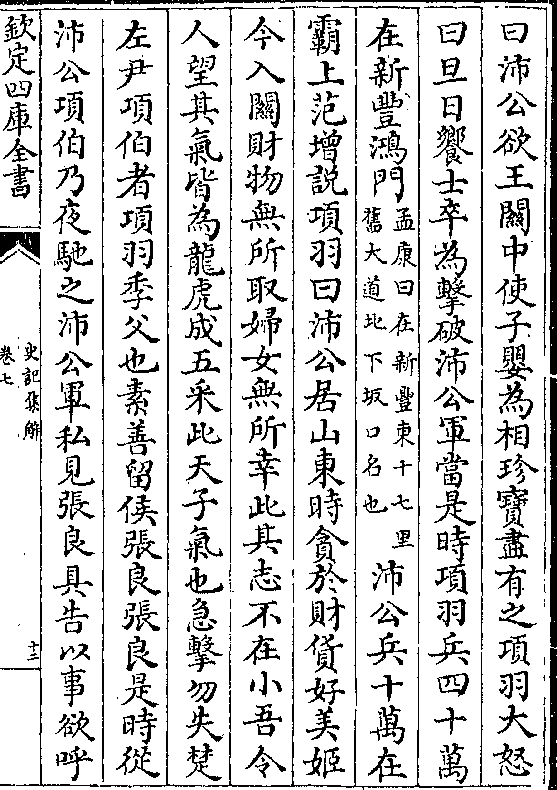 曰沛公欲王關中使子嬰為相珍寶盡有之項羽大怒
曰旦日饗士卒為擊破沛公軍當是時項羽兵四十萬
在新豐鴻門
孟康曰在新豐東十七里
舊大道北下坂口名也
沛公兵十萬在
霸上范增説項羽曰沛公居山東時貪於財貨好美姬
今入關財物無所取婦女無所幸此其志不在小吾令
人望其氣皆為龍虎成五采此天子氣也急擊勿失楚
左尹項伯者項羽季父也素善留侯張良張良是時從
沛公項伯乃夜馳之沛公軍私見張良具告以事欲呼
欽定四庫全書
史記集解
卷七
十三